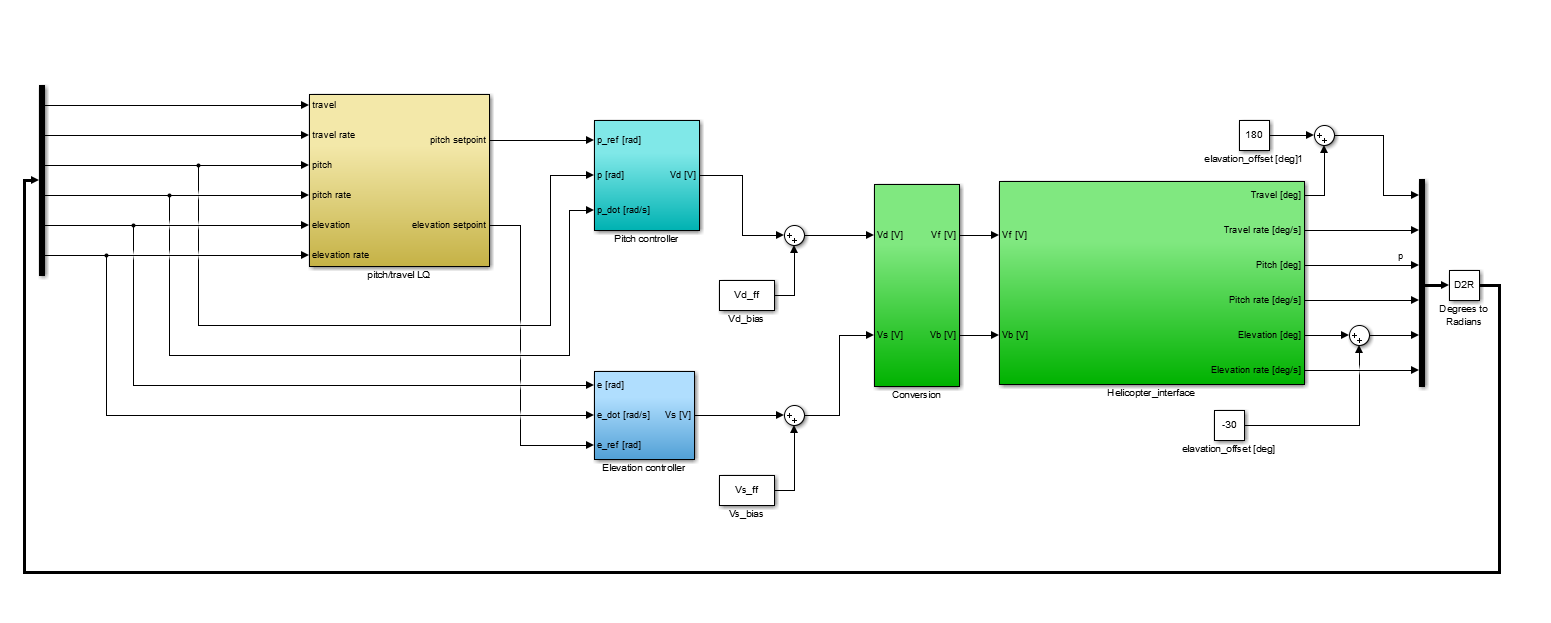 travel
travel rate
pitch
pitch rate
elevation
elevation rate
pitch setpoint
elevation setpoint
pitch/travel LQ
p_ref [rad]
p [rad]
p_dot [rad/s]
Vd [V]
Pitch controller
Vd_ff
Vd_bias
e [rad]
e_dot [rad/s]
e_ref [rad]
Vs [V]
Elevation controller
Vs_ff
Vs_bias
Vd [V]
Vs [V]
Vf [V]
Vb [V]
Conversion
Vf [V]
Vb [V]
Travel [deg]
Travel rate [deg/s]
Pitch [deg]
Pitch rate [deg/s]
Elevation [deg]
Elevation rate [deg/s]
Helicopter_interface
180
elavation_offset [deg]1
p
-30
elavation_offset [deg]
D2R
Degrees to
Radians